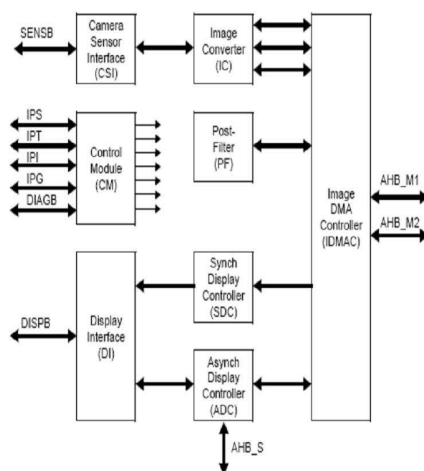 SENSB
Camera
Sensor
Interface
(CSI)
Image
Converter
(IC)
IPS
IPT
IPI
IPG
DIAGB
Control
Module
(CM)
Post-
Filter
(PF)
Image
DMA
Controller
(IDMAC)
AHB_M1
AHB_M2
Synch
Display
Controller
(SDC)
DISPB
Display
Interface
(DI)
Asynch
Display
Controller
(ADC)
AHB_S